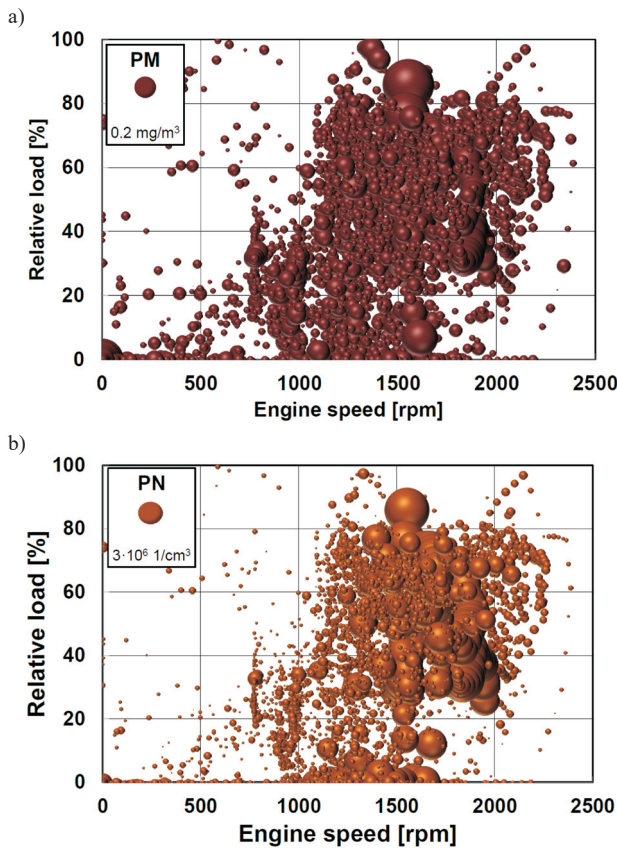 a)
100
80
60
40
20
0
Relative load [%]
PM
0.2 mg/m³
0 500 1000 1500 2000 2500
Engine speed [rpm]
b)
100
80
60
40
20
0
Relative load [%]
PN
3·10⁶ 1/cm³
0 500 1000 1500 2000 2500
Engine speed [rpm]